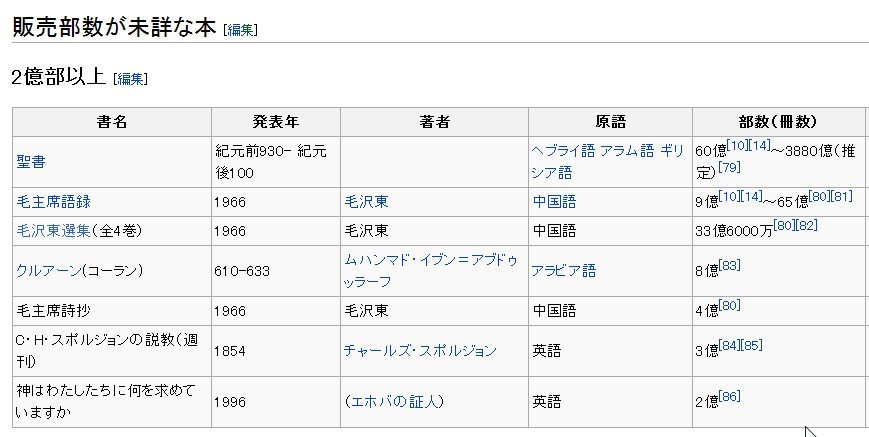 販売部数が未詳な本 [編集]
2億部以上 [編集]
書名 発表年 著者 原語 部数(冊数)
聖書 紀元前930- 紀元後100 ヘブライ語 アラム語 ギリシア語 60億[10][14]～3880億(推定)[79]
毛主席語録 1966 毛沢東 中国語 9億[10][14]～65億[80][81]
毛沢東選集(全4巻) 1966 毛沢東 中国語 33億6000万[80][82]
クルアーン(コーラン) 610-633 ムハンマド・イブン＝アブドゥッラーフ アラビア語 8億[83]
毛主席詩抄 1966 毛沢東 中国語 4億[80]
C・H・スポルジョンの説教(週刊) 1854 チャールズ・スポルジョン 英語 3億[84][85]
神はわたしたちに何を求めていますか 1996 (エホバの証人) 英語 2億[86]